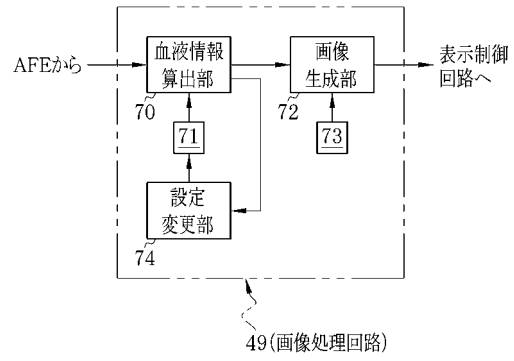 AFEから
血液情報
算出部
70
画像
生成部
72
表示制御
回路へ
71
73
設定
変更部
74
49(画像処理回路)